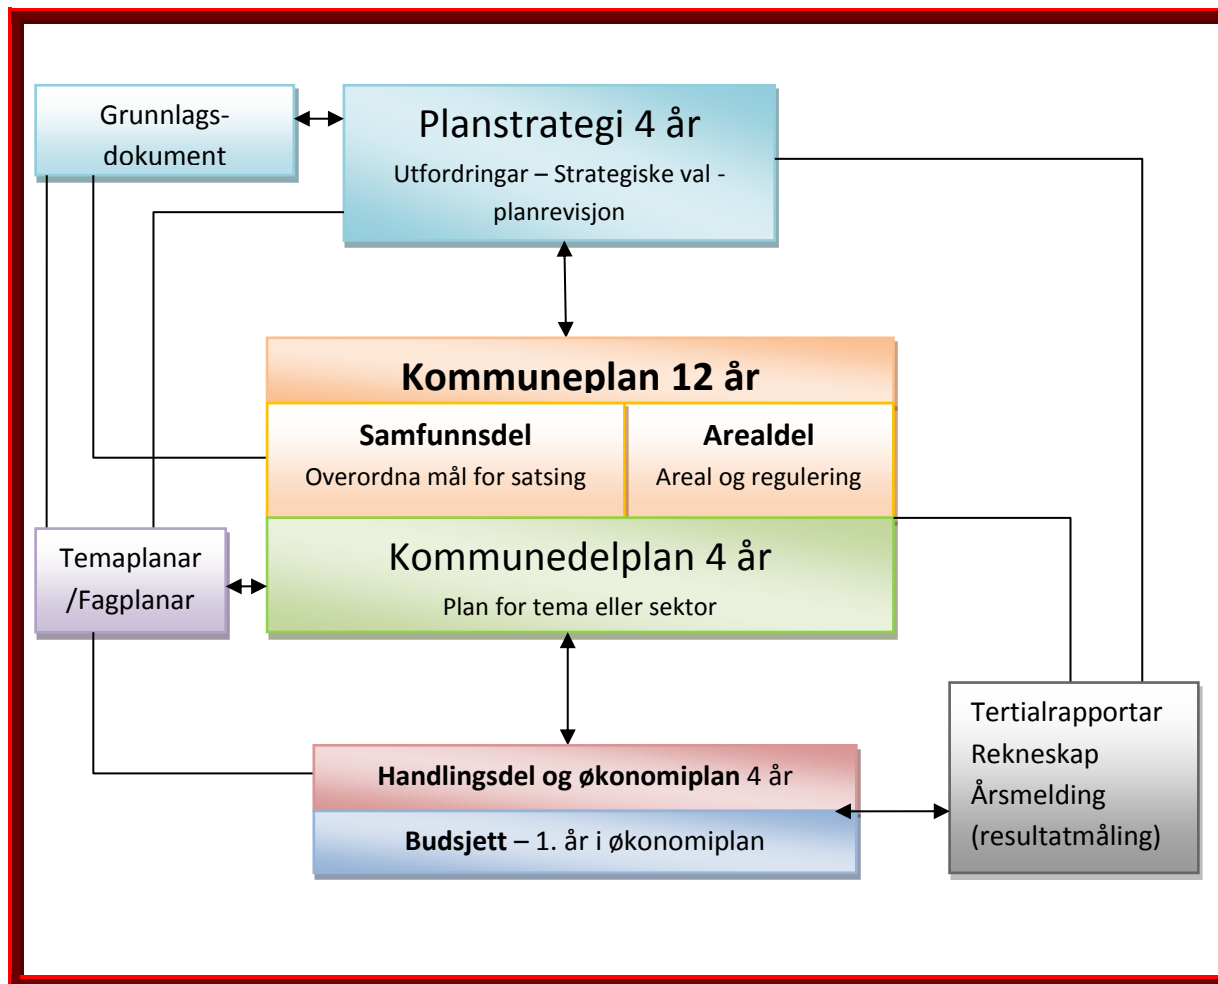 Grunnlags-
dokument
Planstrategi 4 år
Utfordringar – Strategiske val -
planrevisjon
Kommuneplan 12 år
Samfunnsdel
Overordna mål for satsing
Arealdel
Areal og regulering
Temaplanar
/Fagplanar
Kommunedelplan 4 år
Plan for tema eller sektor
Handlingsdel og økonomiplan 4 år
Budsjett – 1. år i økonomiplan
Tertialrapportar
Rekneskap
Årsmelding
(resultatmåling)